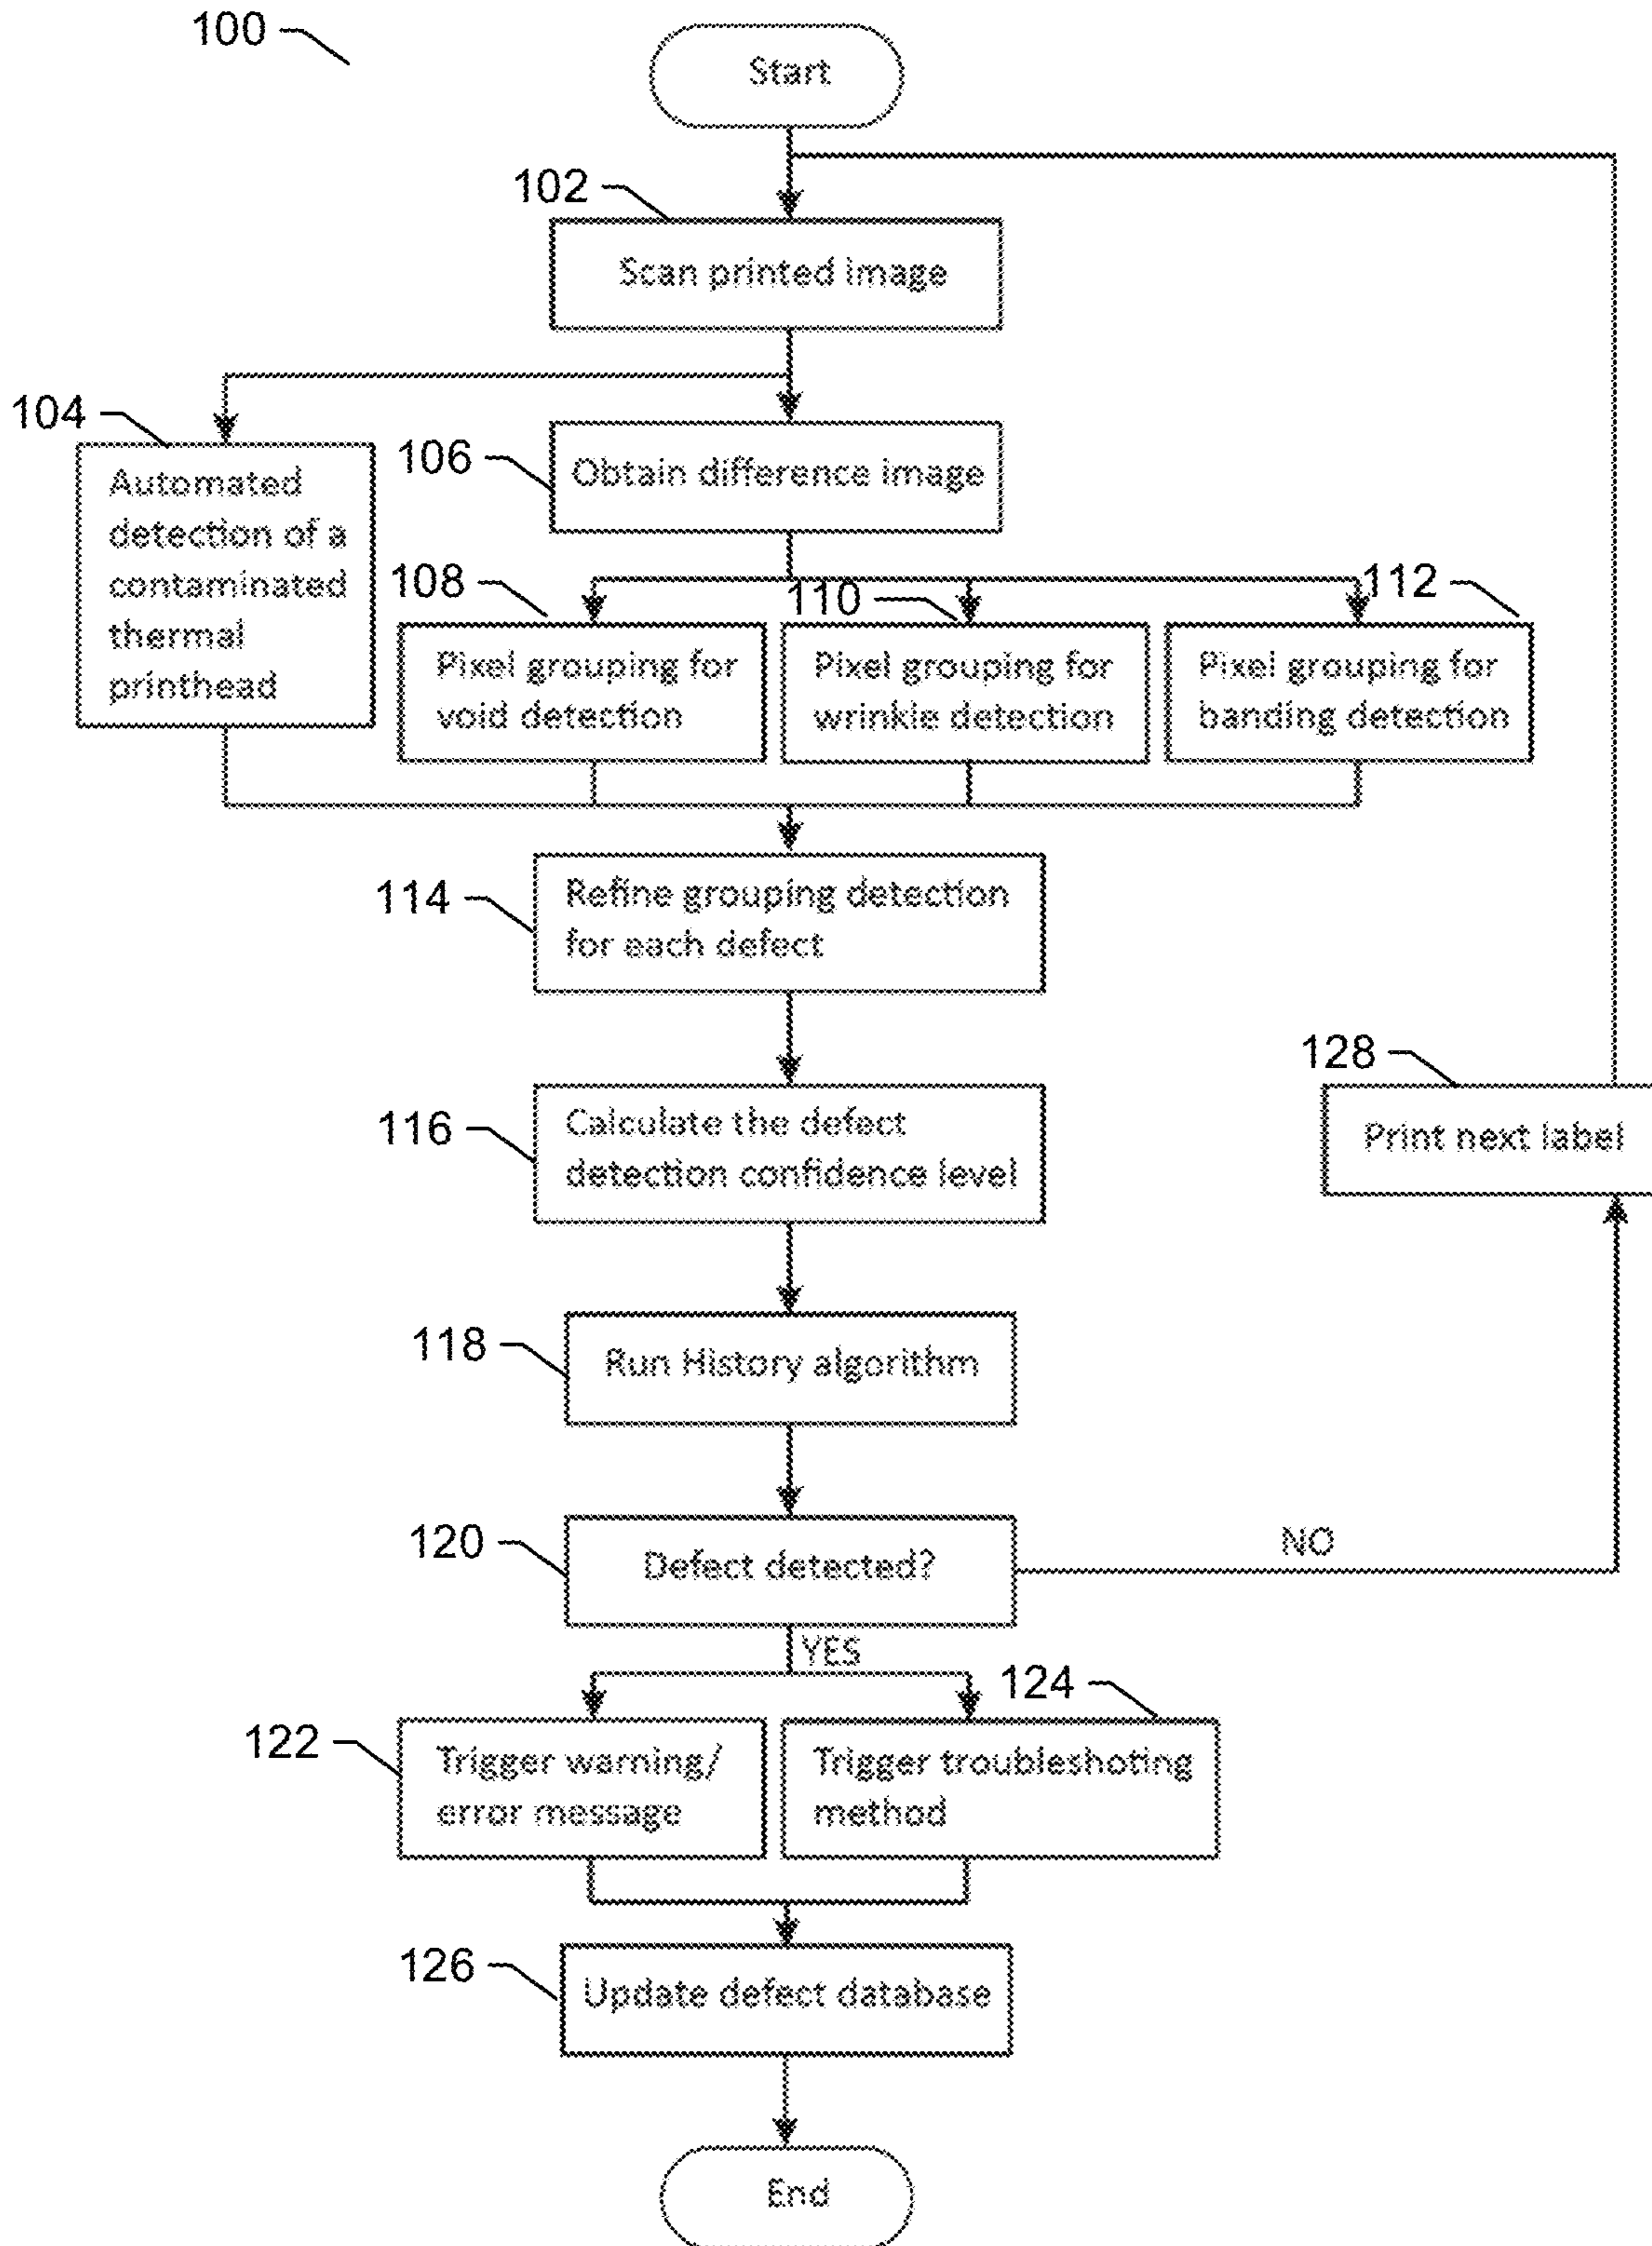 100
Start
102
Scan printed image
104
Automated
detection of a
contaminated
thermal
printhead
106
Obtain difference image
108
Pixel grouping for
void detection
110
Pixel grouping for
wrinkle detection
112
Pixel grouping for
banding detection
114
Refine grouping detection
for each defect
116
Calculate the defect
detection confidence level
128
Print next label
118
Run History algorithm
120
Defect detected?
NO
YES
122
Trigger warning/
error message
124
Trigger troubleshoting
method
126
Update defect database
End